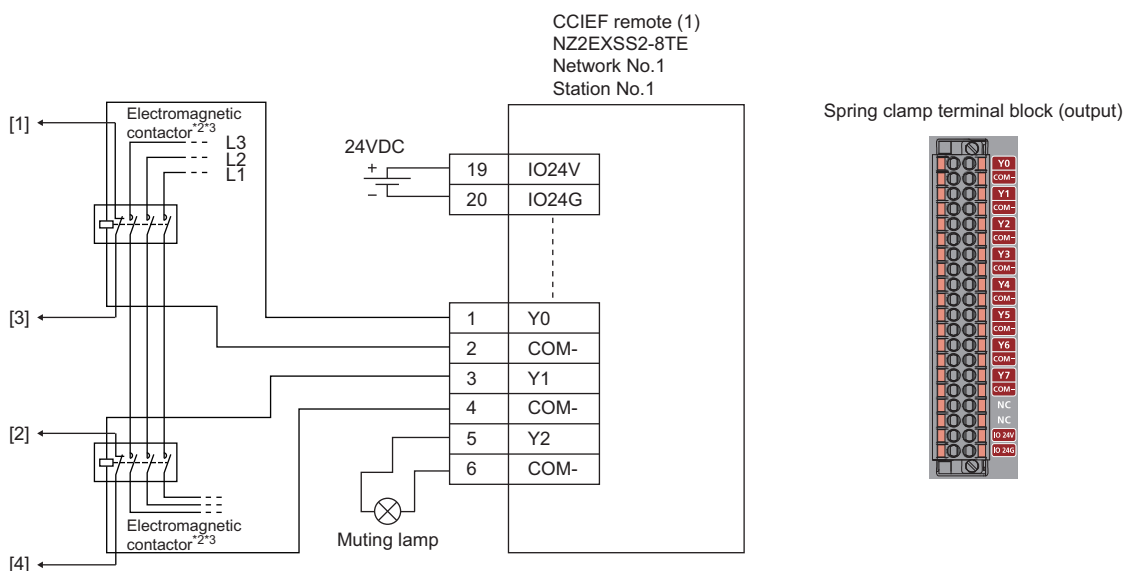 CCIEF remote (1)
NZ2EXSS2-8TE
Network No.1
Station No.1
Spring clamp terminal block (output)
[1]
Electromagnetic
contactor*2*3
L3
L2
L1
24VDC
+
−
19 IO24V
20 IO24G
[3]
1 Y0
2 COM-
3 Y1
4 COM-
5 Y2
6 COM-
[2]
Electromagnetic
contactor*2*3
Muting lamp
[4]
Y0
COM-
Y1
COM-
Y2
COM-
Y3
COM-
Y4
COM-
Y5
COM-
Y6
COM-
Y7
COM-
NC
NC
IO 24V
IO 24G